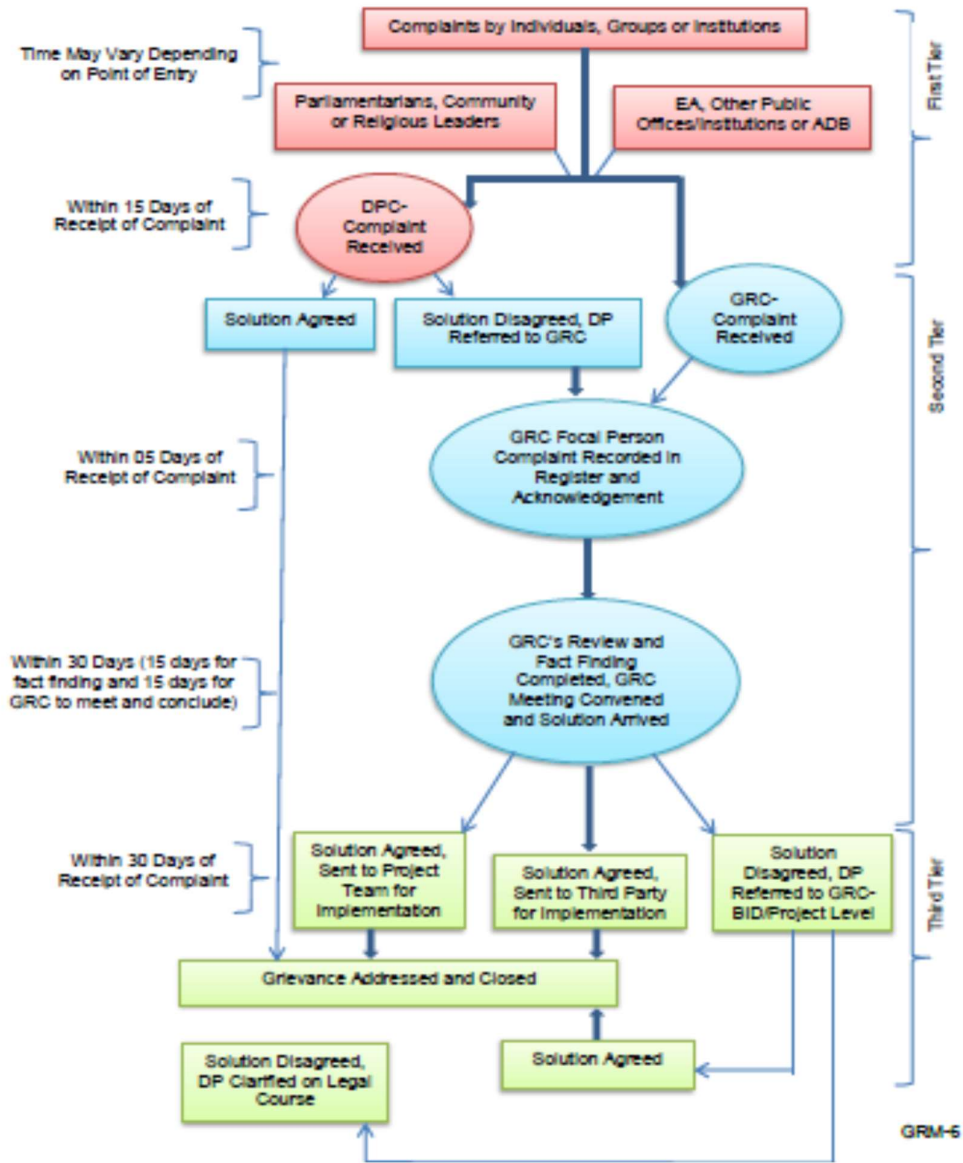 Complaints by Individuals, Groups or Institutions
Time May Vary Depending
on Point of Entry
First Tier
Parliamentarians, Community
or Religious Leaders
EA, Other Public
Offices/Institutions or ADB
Within 15 Days of
Receipt of Complaint
DPC-
Complaint
Received
Solution Agreed
Solution Disagreed, DP
Referred to GRC
GRC-
Complaint
Received
Second Tier
Within 05 Days of
Receipt of Complaint
GRC Focal Person
Complaint Recorded in
Register and
Acknowledgement
Within 30 Days (15 days for
fact finding and 15 days for
GRC to meet and conclude)
GRC's Review and
Fact Finding
Completed, GRC
Meeting Convened
and Solution Arrived
Within 30 Days of
Receipt of Complaint
Solution Agreed,
Sent to Project
Team for
Implementation
Solution Agreed,
Sent to Third Party
for Implementation
Solution
Disagreed, DP
Referred to GRC-
BID/Project Level
Third Tier
Grievance Addressed and Closed
Solution Disagreed,
DP Clarified on Legal
Course
Solution Agreed
GRM-6